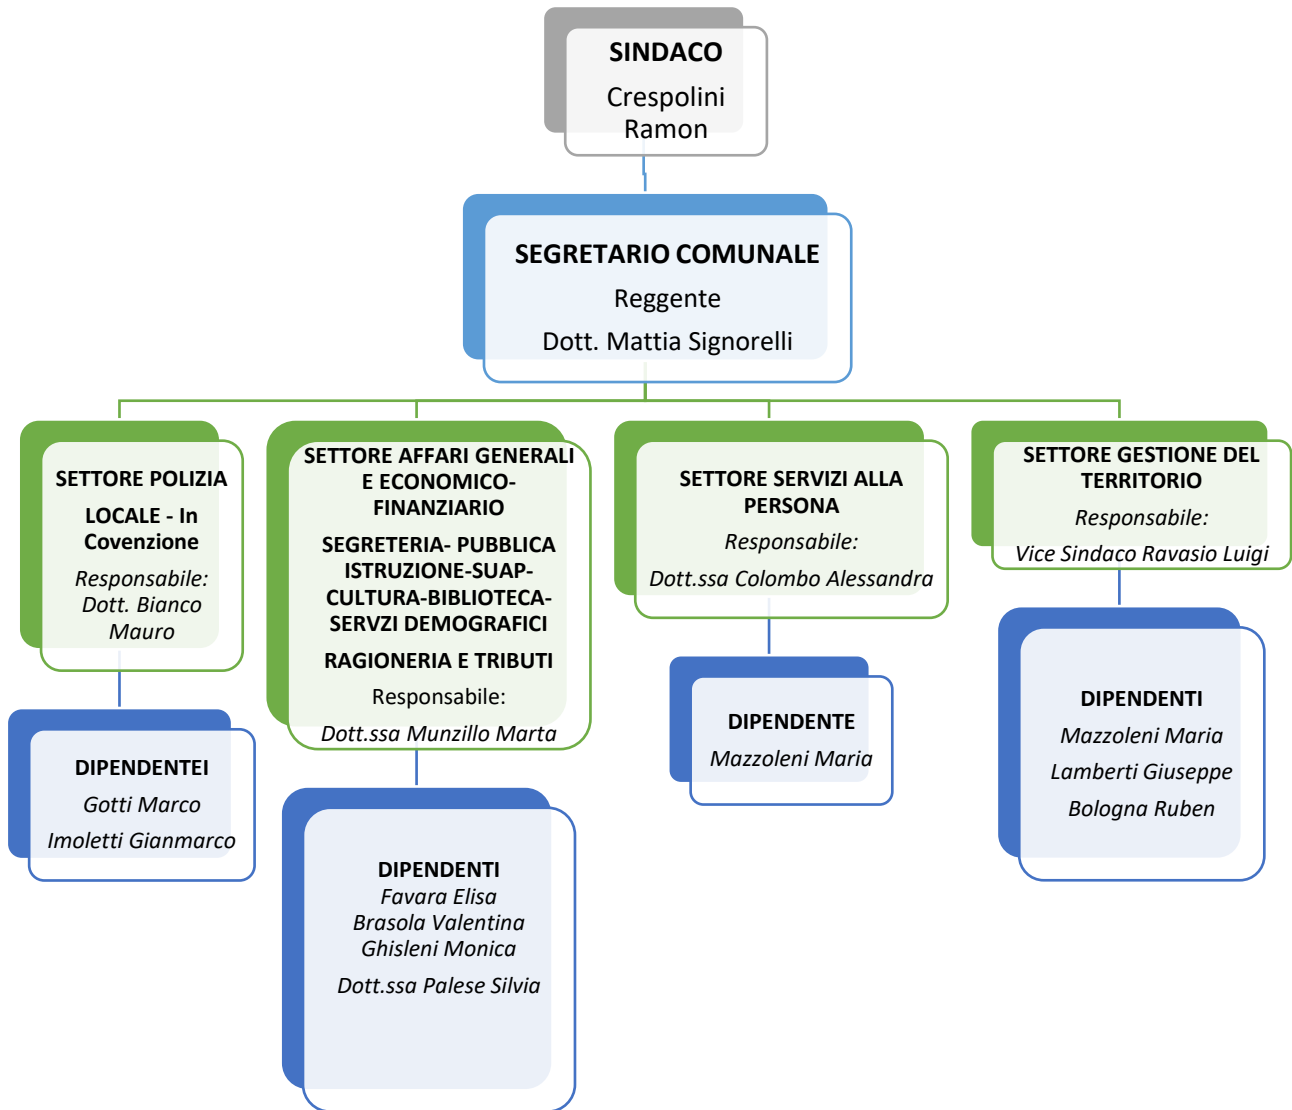 SINDACO
Crespolini
Ramon
SEGRETARIO COMUNALE
Reggente
Dott. Mattia Signorelli
SETTORE POLIZIA
LOCALE - In
Covenzione
Responsabile:
Dott. Bianco
Mauro
DIPENDENTEI
Gotti Marco
Imoletti Gianmarco
SETTORE AFFARI GENERALI
E ECONOMICO-
FINANZIARIO
SEGRETERIA- PUBBLICA
ISTRUZIONE-SUAP-
CULTURA-BIBLIOTECA-
SERVZI DEMOGRAFICI
RAGIONERIA E TRIBUTI
Responsabile:
Dott.ssa Munzillo Marta
DIPENDENTI
Favara Elisa
Brasola Valentina
Ghisleni Monica
Dott.ssa Palese Silvia
SETTORE SERVIZI ALLA
PERSONA
Responsabile:
Dott.ssa Colombo Alessandra
DIPENDENTE
Mazzoleni Maria
SETTORE GESTIONE DEL
TERRITORIO
Responsabile:
Vice Sindaco Ravasio Luigi
DIPENDENTI
Mazzoleni Maria
Lamberti Giuseppe
Bologna Ruben